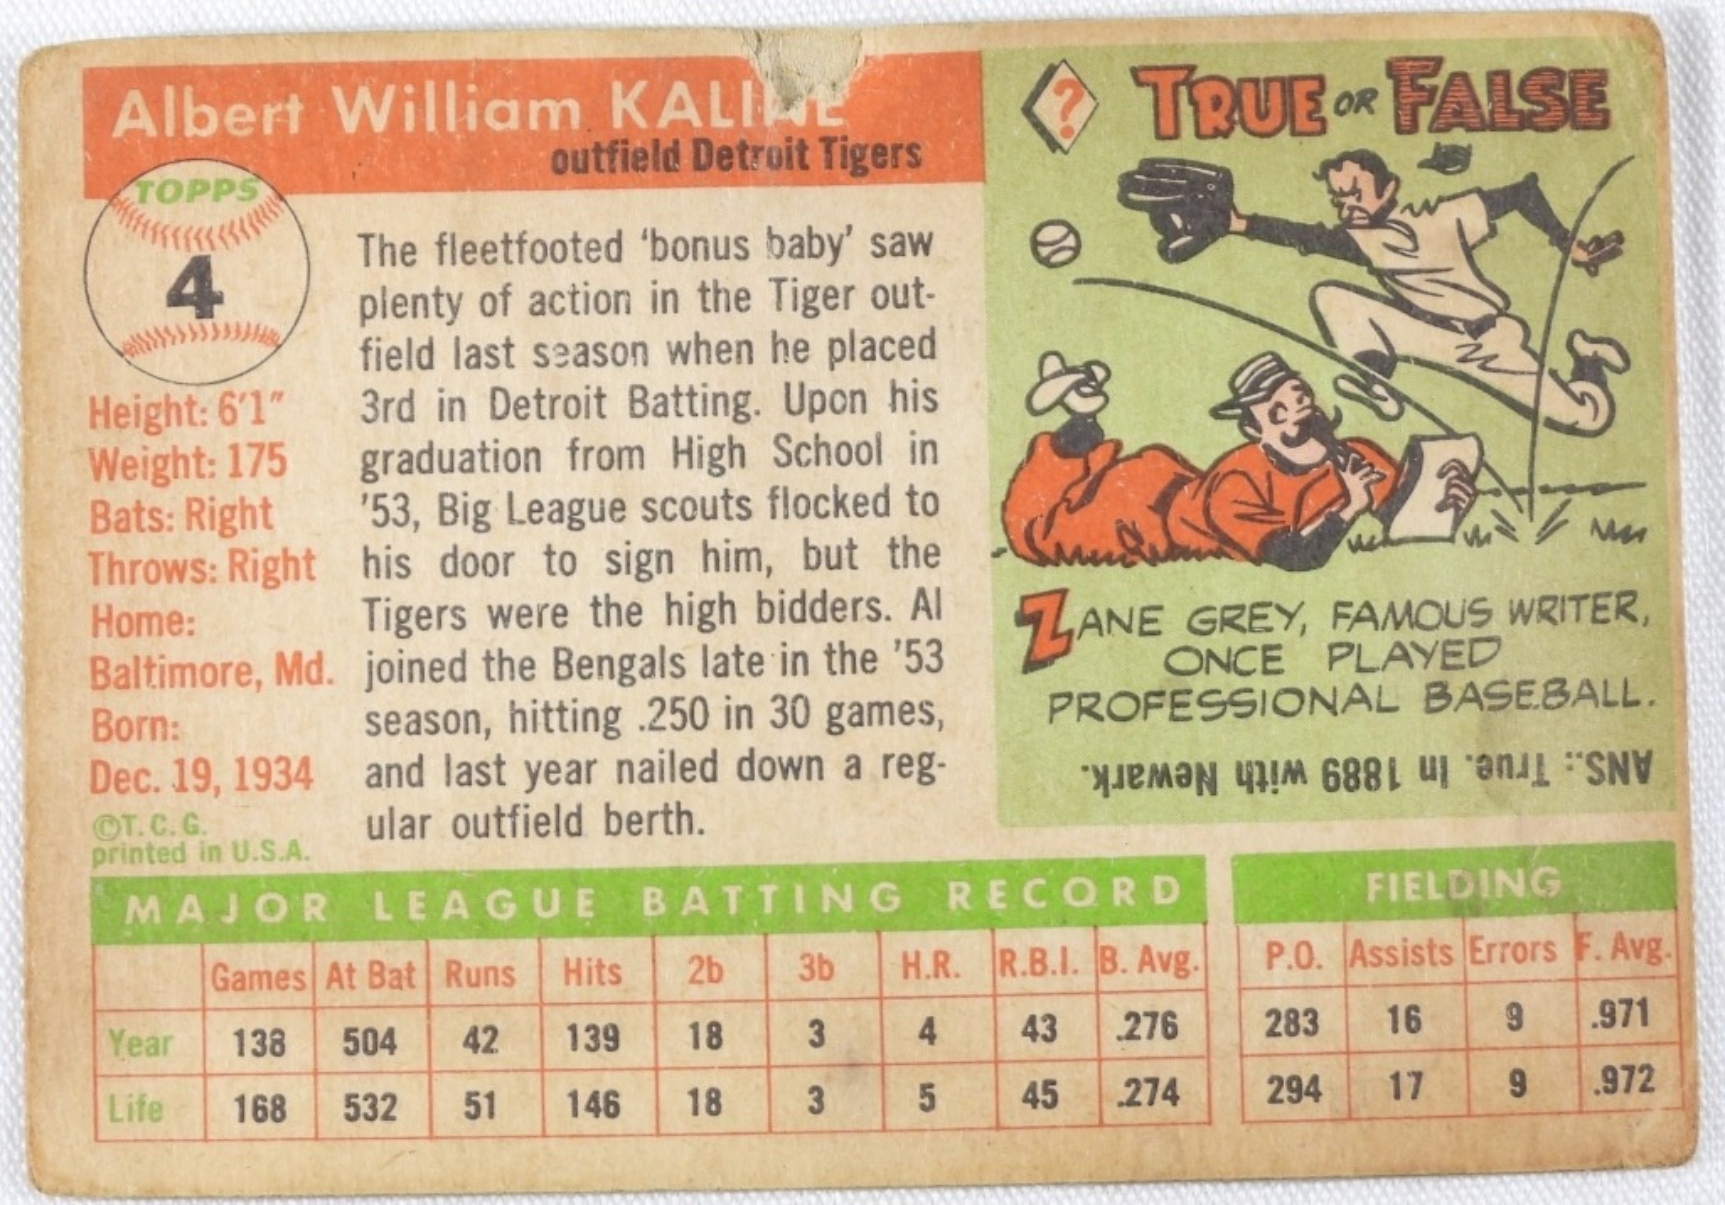 Albert William KALINE
outfield Detroit Tigers
TOPPS
4
Height: 6'1"
Weight: 175
Bats: Right
Throws: Right
Home:
Baltimore, Md.
Born:
Dec. 19, 1934
©T. C. G.
printed in U.S.A.
The fleetfooted ‘bonus baby’ saw
plenty of action in the Tiger out-
field last season when he placed
3rd in Detroit Batting. Upon his
graduation from High School in
’53, Big League scouts flocked to
his door to sign him, but the
Tigers were the high bidders. Al
joined the Bengals late in the ’53
season, hitting .250 in 30 games,
and last year nailed down a reg-
ular outfield berth.
?
TRUE OR FALSE
ZANE GREY, FAMOUS WRITER,
ONCE PLAYED
PROFESSIONAL BASEBALL.
ANS.: True. In 1889 with Newark.
MAJOR LEAGUE BATTING RECORD
Games At Bat Runs Hits 2b 3b H.R. R.B.I. B. Avg.
Year 138 504 42 139 18 3 4 43 .276
Life 168 532 51 146 18 3 5 45 .274
FIELDING
P.O. Assists Errors F. Avg.
283 16 9 .971
294 17 9 .972